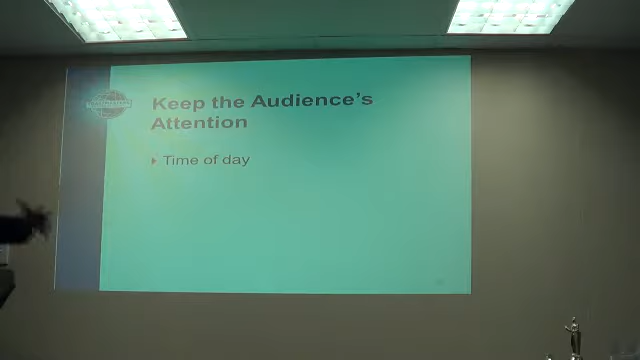 Keep the Audience's
Attention
Time of day